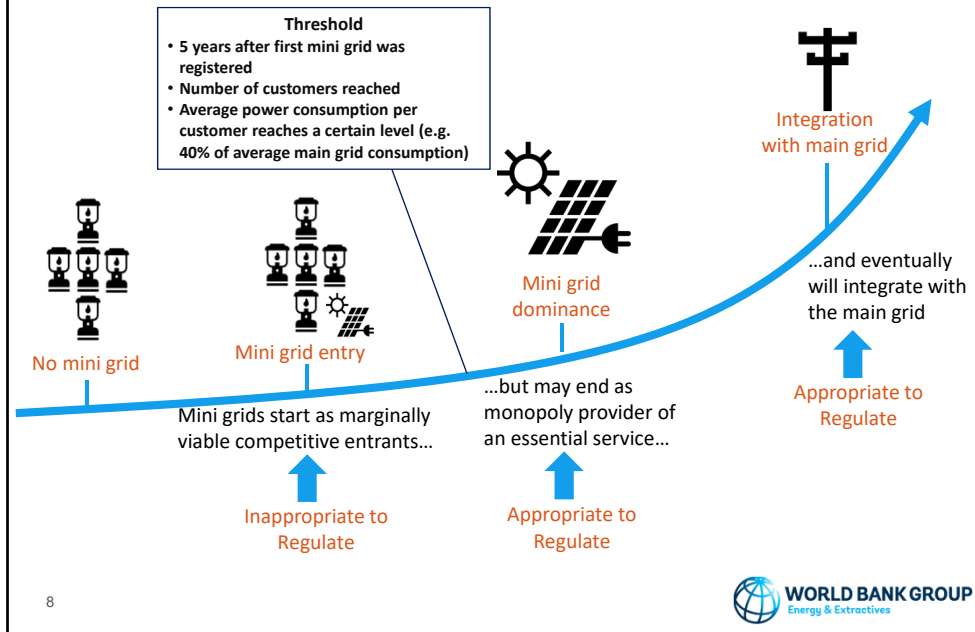 Threshold
• 5 years after first mini grid was
registered
• Number of customers reached
• Average power consumption per
customer reaches a certain level (e.g.
40% of average main grid consumption)
Integration
with main grid
Mini grid
dominance
No mini grid
Mini grid entry
Mini grids start as marginally
viable competitive entrants…
…but may end as
monopoly provider of
an essential service…
…and eventually
will integrate with
the main grid
Inappropriate to
Regulate
Appropriate to
Regulate
Appropriate to
Regulate
8
WORLD BANK GROUP
Energy & Extractives